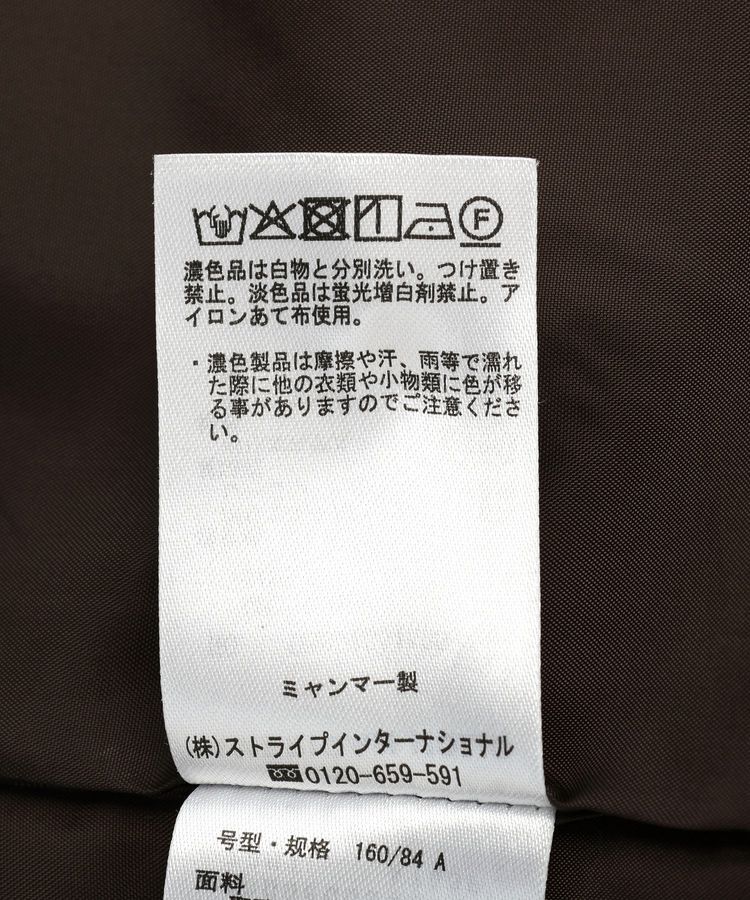 F
濃色品は白物と分別洗い。つけ置き
禁止。淡色品は蛍光増白剤禁止。ア
イロンあて布使用。
・濃色製品は摩擦や汗、雨等で濡れ
た際に他の衣類や小物類に色が移
る事がありますのでご注意くださ
い。
ミャンマー製
(株)ストライプインターナショナル
0120-659-591
号型・规格 160/84 A
面料